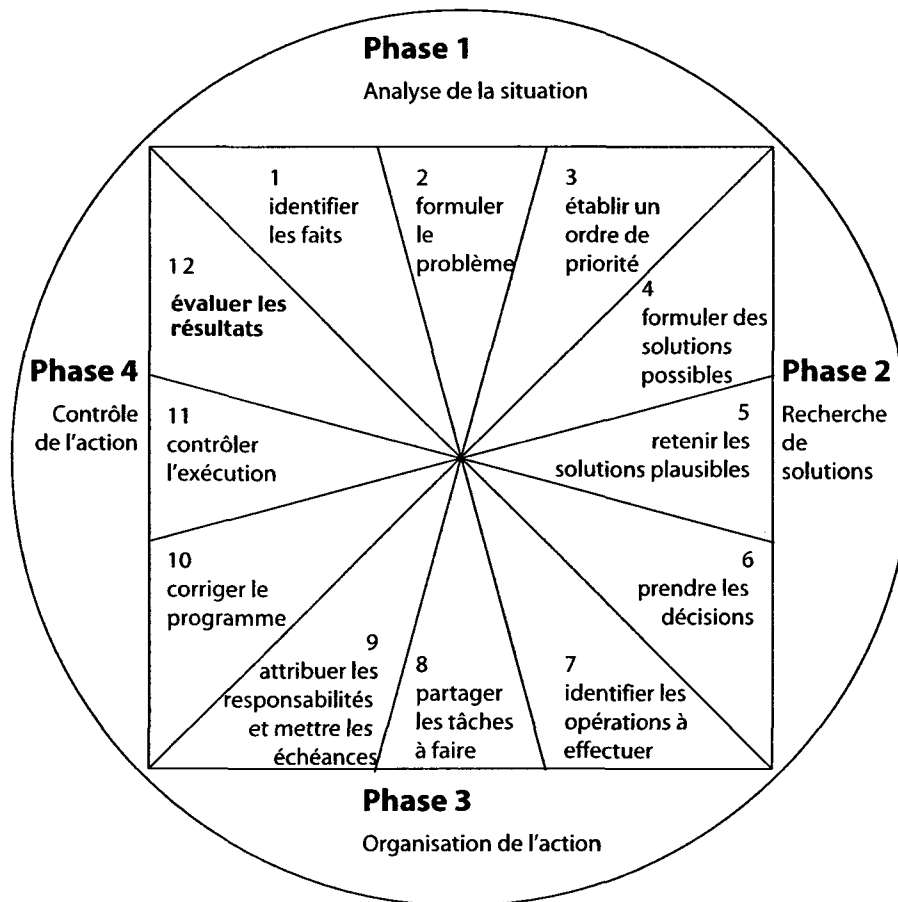 Phase 1
Analyse de la situation
1
identifier
les faits
2
formuler
le
problème
3
établir un
ordre de
priorité
4
formuler des
solutions
possibles
Phase 2
Recherche
de
solutions
5
retenir les
solutions plausibles
6
prendre les
décisions
7
identifier les
opérations à
effectuer
8
partager
les tâches
à faire
9
attribuer les
responsabilités
et mettre les
échéances
Phase 3
Organisation de l'action
10
corriger le
programme
11
contrôler
l'exécution
12
évaluer les
résultats
Phase 4
Contrôle
de l'action